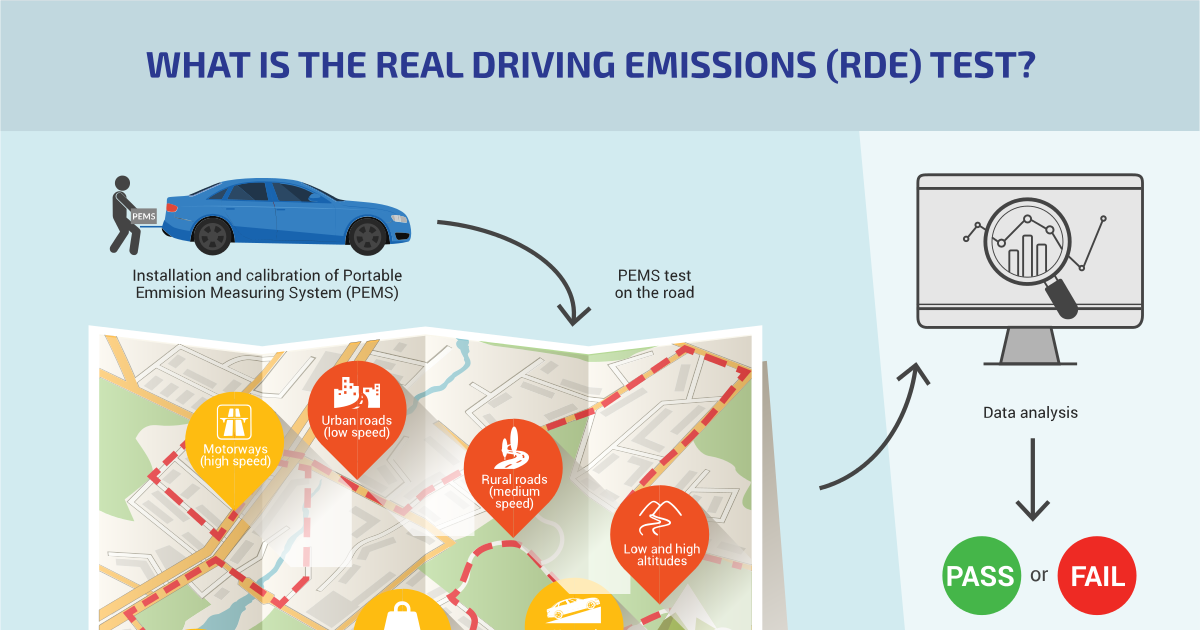 WHAT IS THE REAL DRIVING EMISSIONS (RDE) TEST?
PEMS
Installation and calibration of Portable
Emmision Measuring System (PEMS)
PEMS test
on the road
Motorways
(high speed)
Urban roads
(low speed)
Rural roads
(medium
speed)
Low and high
altitudes
Data analysis
PASS or FAIL